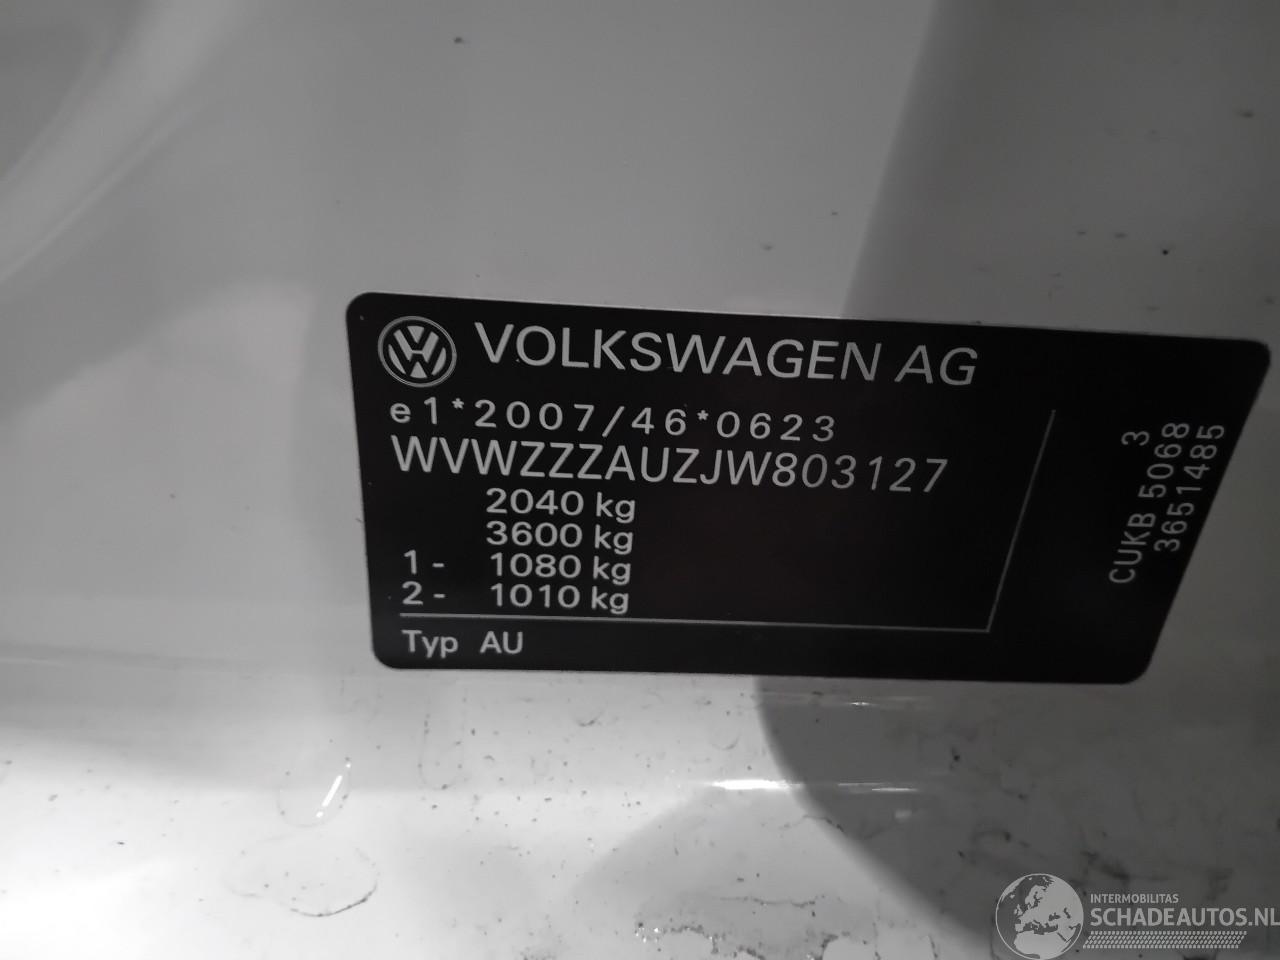 VOLKSWAGEN AG
e1*2007/46*0623
WVWZZZAUZJW803127
2040 kg
3600 kg
1- 1080 kg
2- 1010 kg
Typ AU
3
CUKB 5068
3651485
INTERMOBILITAS
SCHADEAUTOS.NL